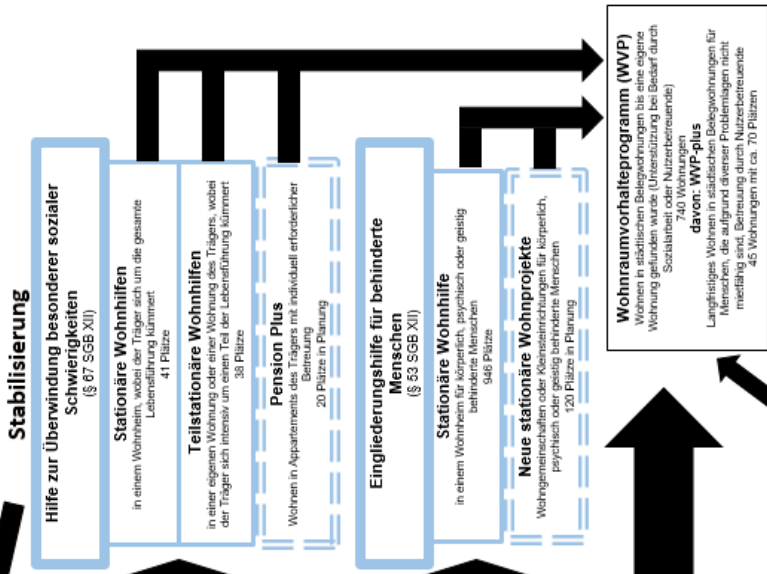 Stabilisierung
Hilfe zur Überwindung besonderer sozialer
Schwierigkeiten
(§ 67 SGB XII)
Stationäre Wohnhilfen
in einem Wohnheim, wobei der Träger sich um die gesamte
Lebensführung kümmert
41 Plätze
Teilstationäre Wohnhilfen
in einer eigenen Wohnung oder einer Wohnung des Trägers, wobei
der Träger sich intensiv um einen Teil der Lebensführung kümmert
38 Plätze
Pension Plus
Wohnen in Appartements des Trägers mit individuell erforderlicher
Betreuung
20 Plätze in Planung
Eingliederungshilfe für behinderte
Menschen
(§ 53 SGB XII)
Stationäre Wohnhilfe
in einem Wohnheim für körperlich, psychisch oder geistig
behinderte Menschen
946 Plätze
Neue stationäre Wohnprojekte
Wohngemeinschaften oder Kleinsteinrichtungen für körperlich,
psychisch oder geistig behinderte Menschen
120 Plätze in Planung
Wohnraumvorhalteprogramm (WVP)
Wohnen in städtischen Belegwohnungen bis eine eigene
Wohnung gefunden wurde (Unterstützung bei Bedarf durch
Sozialarbeit oder Nutzerbetreuende)
740 Wohnungen
davon: WVP-plus
Langfristiges Wohnen in städtischen Belegwohnungen für
Menschen, die aufgrund diverser Problemlagen nicht
mietfähig sind, Betreuung durch Nutzerbetreuende
45 Wohnungen mit ca. 70 Plätzen